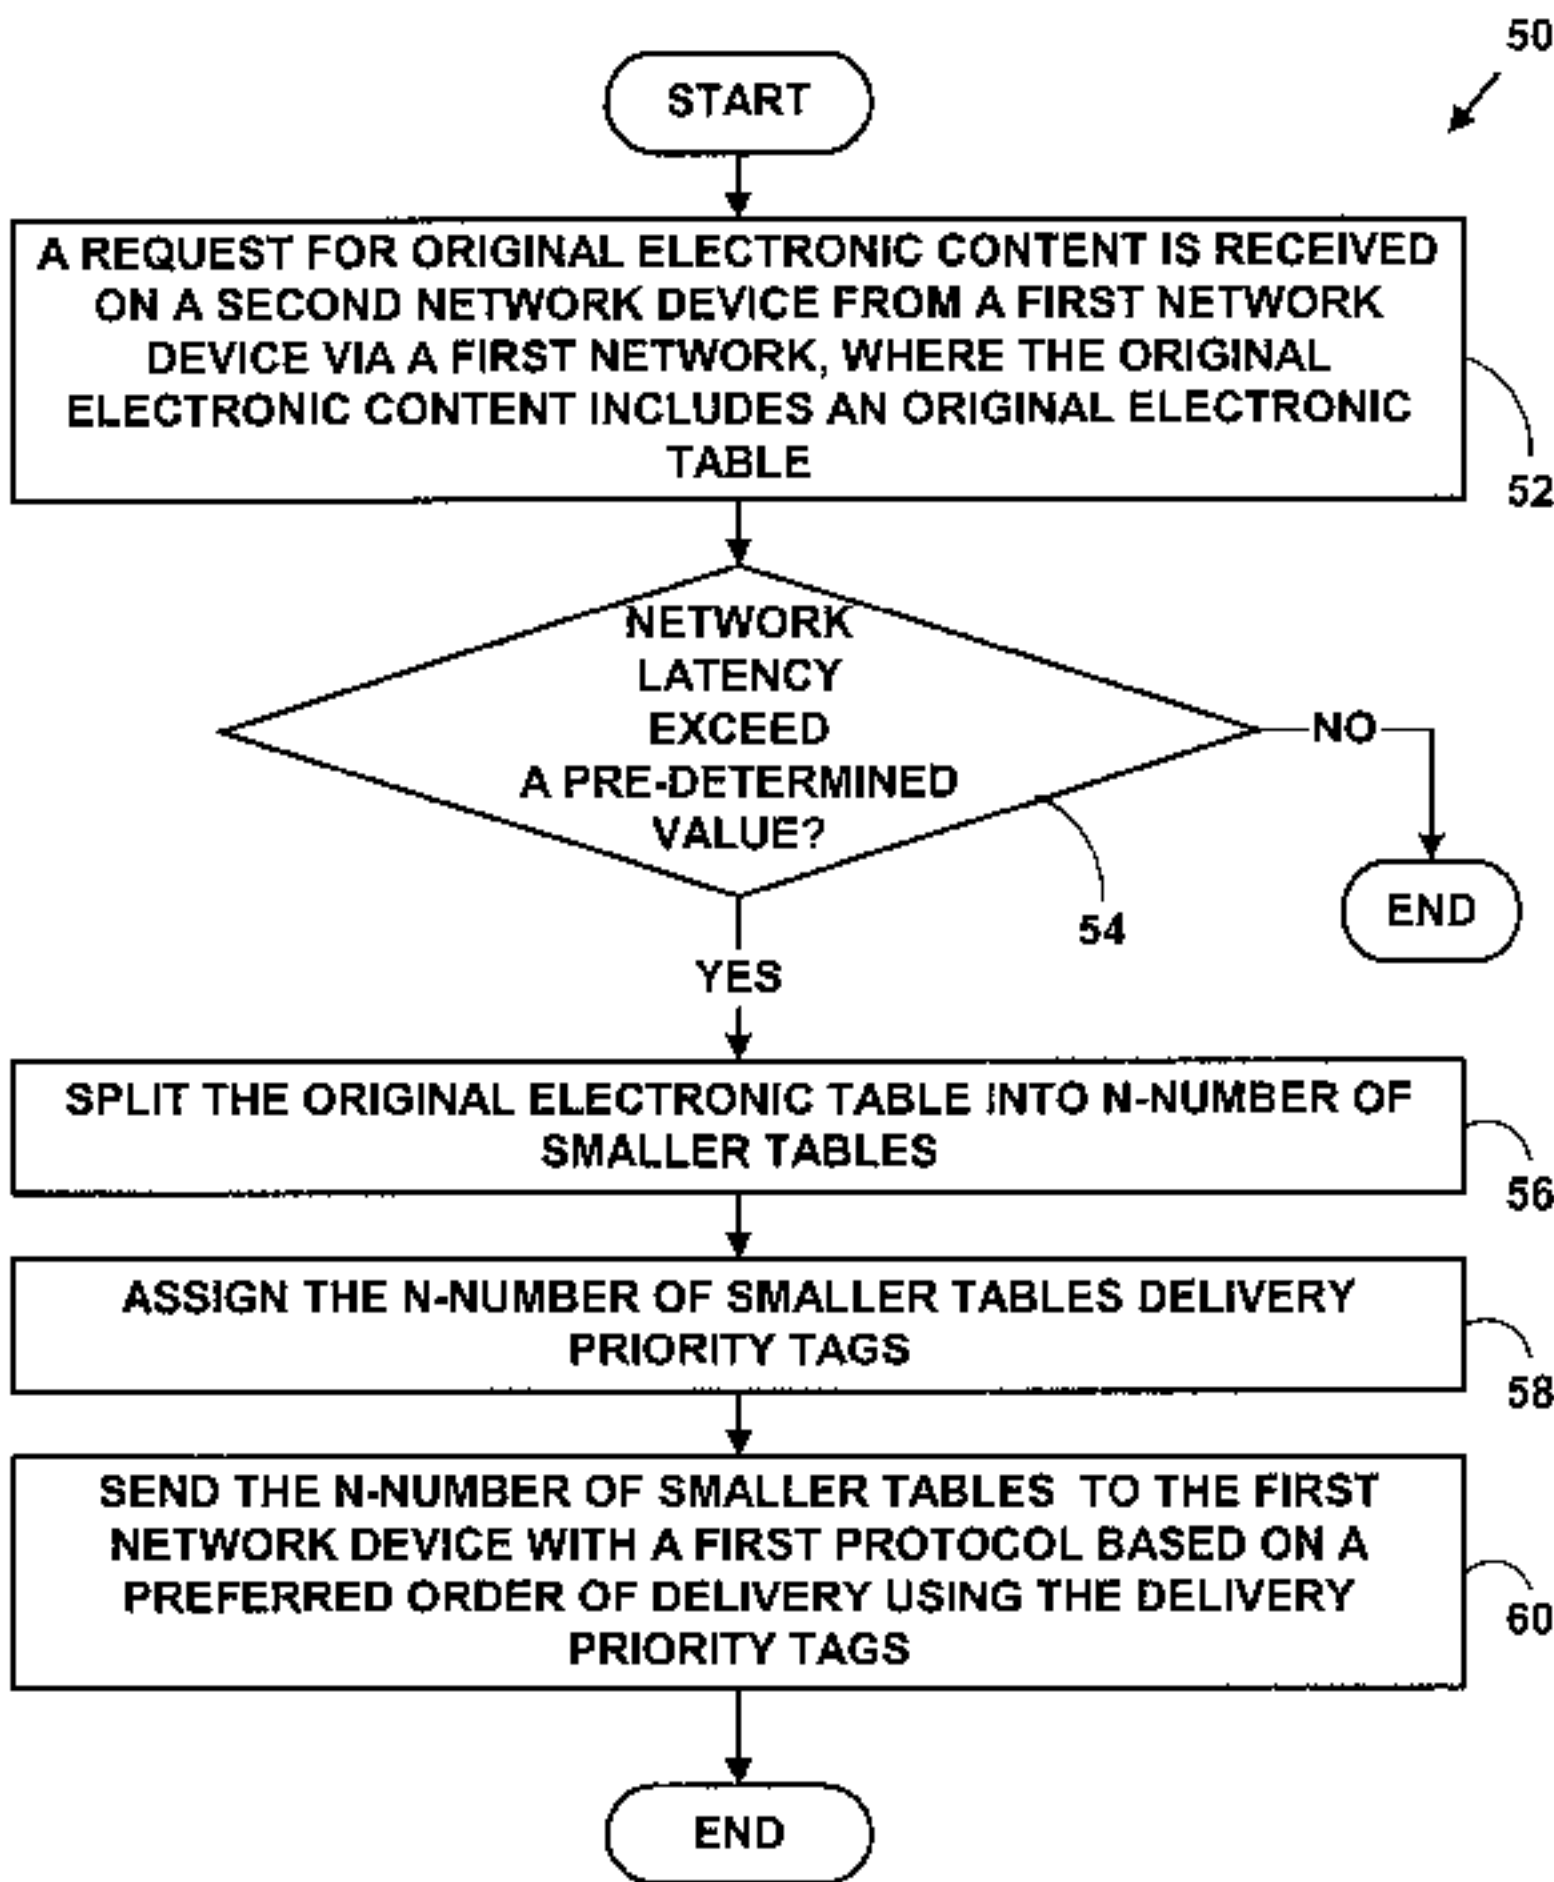 50
START
A REQUEST FOR ORIGINAL ELECTRONIC CONTENT IS RECEIVED
ON A SECOND NETWORK DEVICE FROM A FIRST NETWORK
DEVICE VIA A FIRST NETWORK, WHERE THE ORIGINAL
ELECTRONIC CONTENT INCLUDES AN ORIGINAL ELECTRONIC
TABLE
52
NETWORK
LATENCY
EXCEED
A PRE-DETERMINED
VALUE?
NO
54
END
YES
SPLIT THE ORIGINAL ELECTRONIC TABLE INTO N-NUMBER OF
SMALLER TABLES
56
ASSIGN THE N-NUMBER OF SMALLER TABLES DELIVERY
PRIORITY TAGS
58
SEND THE N-NUMBER OF SMALLER TABLES TO THE FIRST
NETWORK DEVICE WITH A FIRST PROTOCOL BASED ON A
PREFERRED ORDER OF DELIVERY USING THE DELIVERY
PRIORITY TAGS
60
END